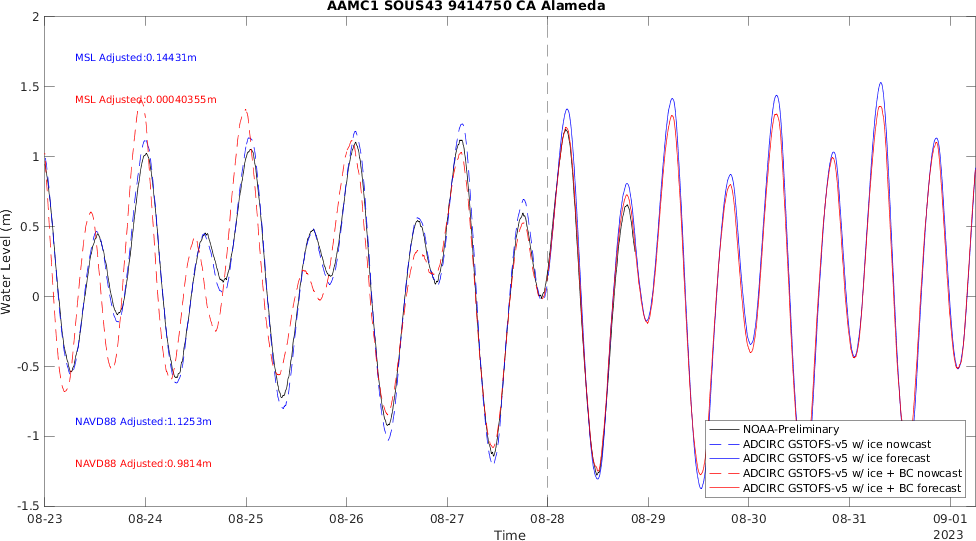 AAMC1 SOUS43 9414750 CA Alameda
2
1.5
1
0.5
0
-0.5
-1
-1.5
Water Level (m)
MSL Adjusted:0.14431m
MSL Adjusted:0.00040355m
NAVD88 Adjusted:1.1253m
NAVD88 Adjusted:0.9814m
NOAA-Preliminary
ADCIRC GSTOFS-v5 w/ ice nowcast
ADCIRC GSTOFS-v5 w/ ice forecast
ADCIRC GSTOFS-v5 w/ ice + BC nowcast
ADCIRC GSTOFS-v5 w/ ice + BC forecast
08-23 08-24 08-25 08-26 08-27 08-28 08-29 08-30 08-31 09-01
Time 2023